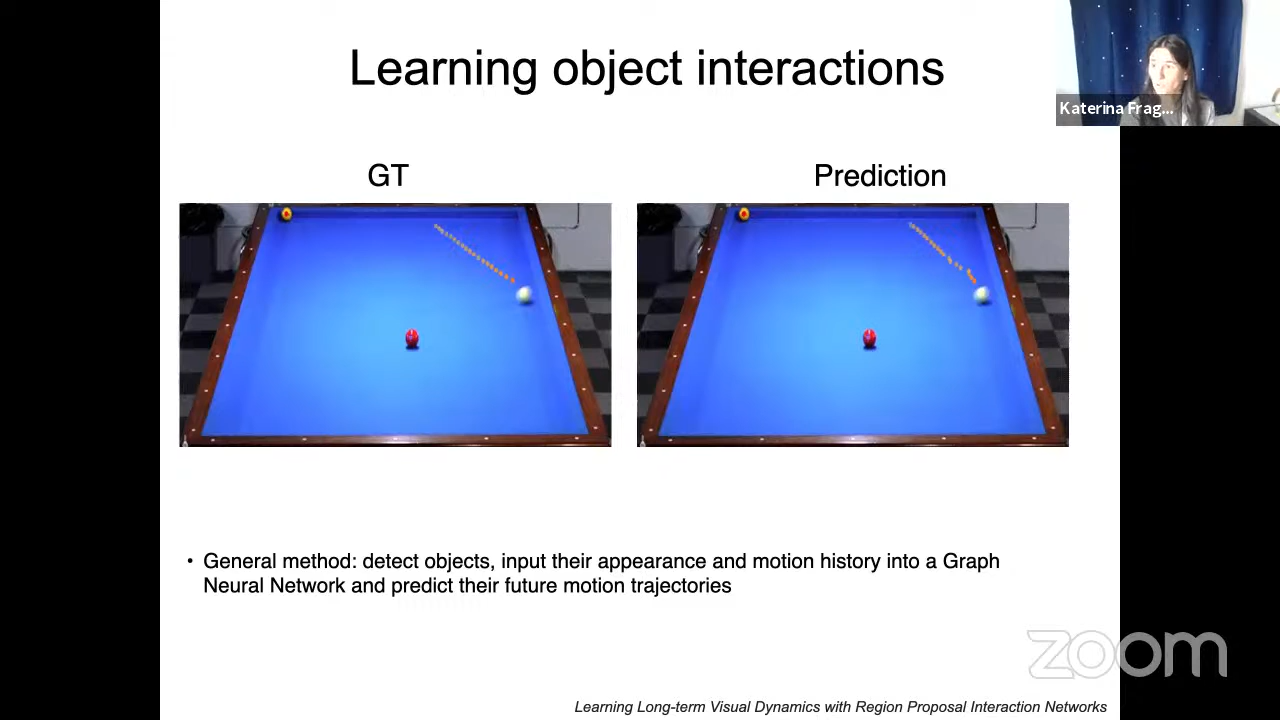 Learning object interactions
Katerina Frag...
GT
Prediction
• General method: detect objects, input their appearance and motion history into a Graph
Neural Network and predict their future motion trajectories
zoom
Learning Long-term Visual Dynamics with Region Proposal Interaction Networks